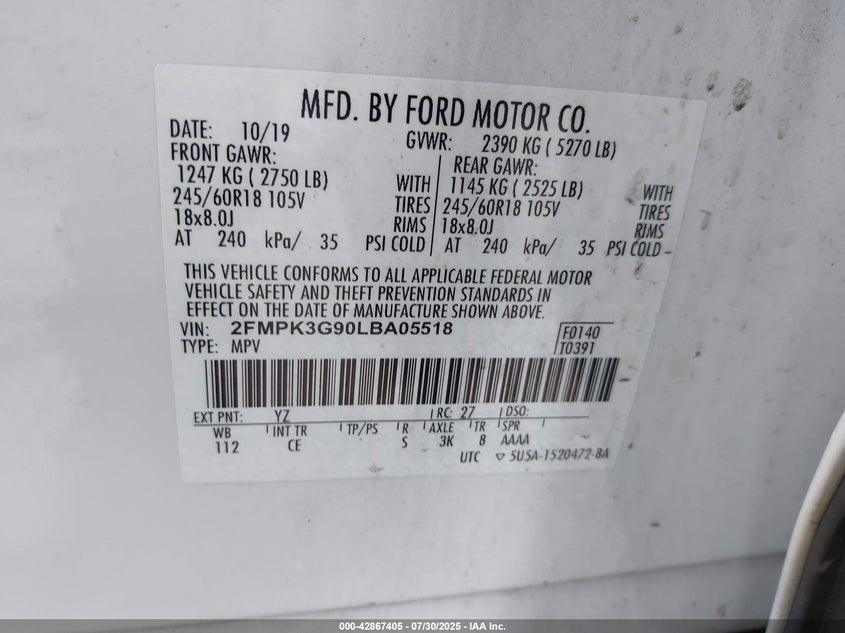 MFD. BY FORD MOTOR CO.
DATE: 10/19 GVWR: 2390 KG ( 5270 LB)
FRONT GAWR: REAR GAWR:
1247 KG ( 2750 LB) WITH 1145 KG ( 2525 LB) WITH
245/60R18 105V TIRES 245/60R18 105V TIRES
18x8.0J RIMS 18x8.0J RIMS
AT 240 kPa/ 35 PSI COLD AT 240 kPa/ 35 PSI COLD
THIS VEHICLE CONFORMS TO ALL APPLICABLE FEDERAL MOTOR
VEHICLE SAFETY AND THEFT PREVENTION STANDARDS IN
EFFECT ON THE DATE OF MANUFACTURE SHOWN ABOVE.
VIN: 2FMPK3G90LBA05518 F0140
TYPE: MPV T0391
EXT PNT: YZ RC: 27 DSO:
WB INT TR TP/PS R AXLE TR SPR
112 CE S 3K 8 AAAA
UTC ▽ 5U5A-1520472-BA
000-42867405 - 07/30/2025 - IAA Inc.